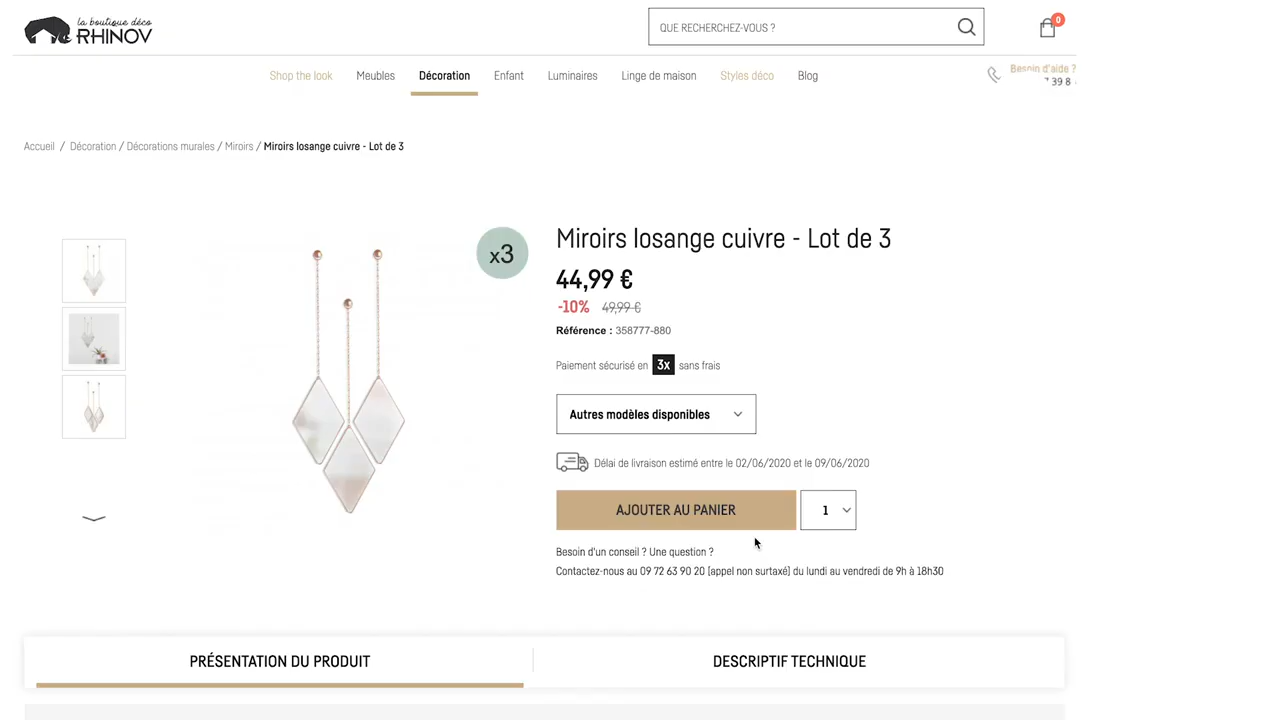 la boutique déco
RHINOV
QUE RECHERCHEZ-VOUS ?
0
Shop the look Meubles Décoration Enfant Luminaires Linge de maison Styles déco Blog
Besoin d'aide ?
39 8
Accueil / Décoration / Décorations murales / Miroirs / Miroirs losange cuivre - Lot de 3
x3
Miroirs losange cuivre - Lot de 3
44,99 €
-10% 49,99 €
Référence : 358777-880
Paiement sécurisé en 3x sans frais
Autres modèles disponibles
Délai de livraison estimé entre le 02/06/2020 et le 09/06/2020
AJOUTER AU PANIER 1
Besoin d'un conseil ? Une question ?
Contactez-nous au 09 72 63 90 20 [appel non surtaxé] du lundi au vendredi de 9h à 18h30
PRÉSENTATION DU PRODUIT DESCRIPTIF TECHNIQUE